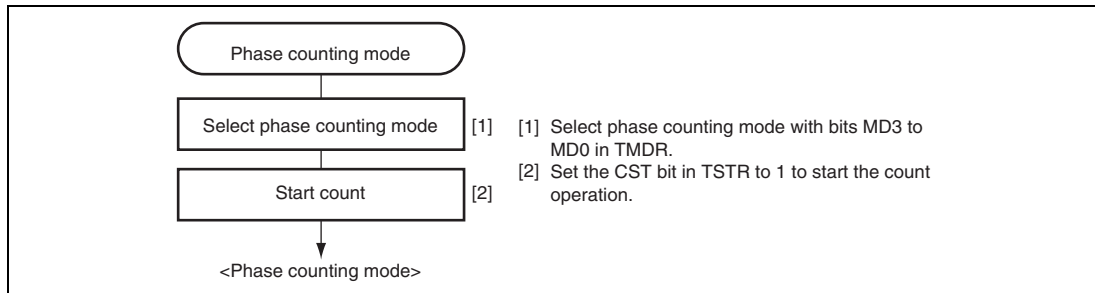 Phase counting mode
Select phase counting mode [1]
Start count [2]
<Phase counting mode>
[1] Select phase counting mode with bits MD3 to
MD0 in TMDR.
[2] Set the CST bit in TSTR to 1 to start the count
operation.